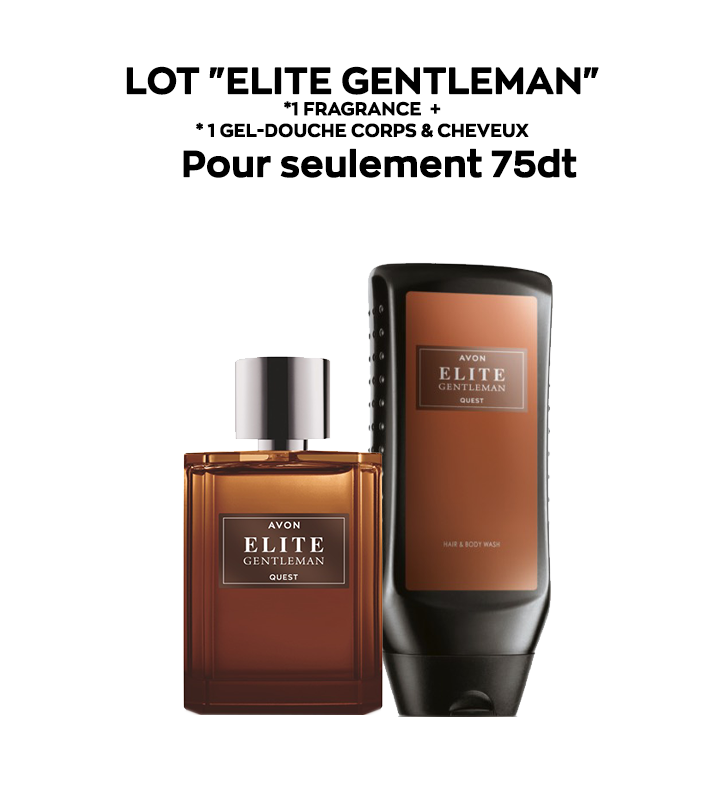 LOT "ELITE GENTLEMAN"
*1 FRAGRANCE +
* 1 GEL-DOUCHE CORPS & CHEVEUX
Pour seulement 75dt
AVON
ELITE
GENTLEMAN
QUEST
HAIR & BODY WASH
AVON
ELITE
GENTLEMAN
QUEST